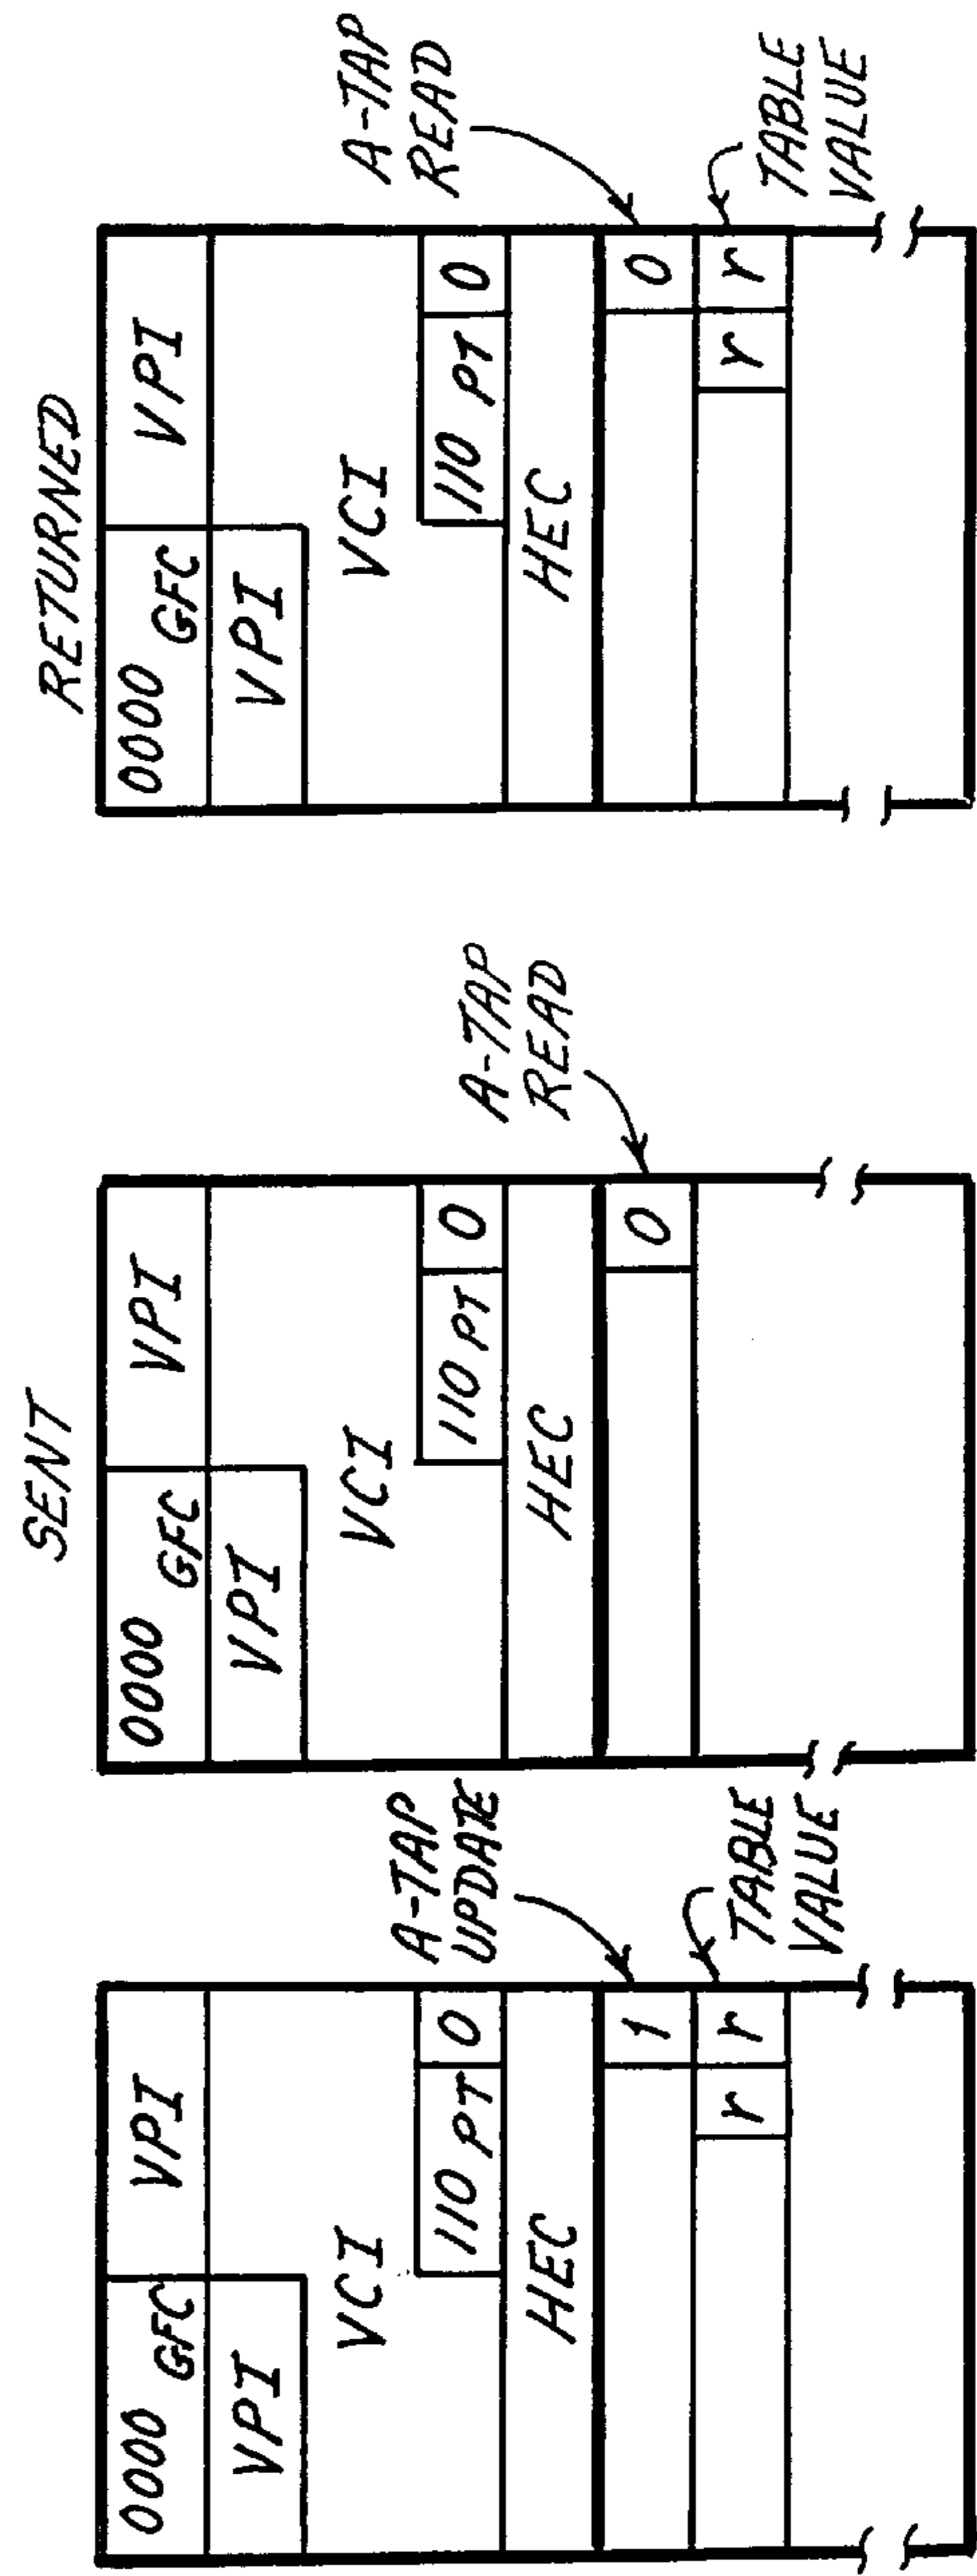 0000 GFC
VPI
VPI
VCI
110 PT
0
HEC
1
r
r
A-TAP
UPDATE
TABLE
VALUE
SENT
0000 GFC
VPI
VPI
VCI
110 PT
0
HEC
0
A-TAP
READ
RETURNED
0000 GFC
VPI
VPI
VCI
110 PT
0
HEC
0
r
r
A-TAP
READ
TABLE
VALUE